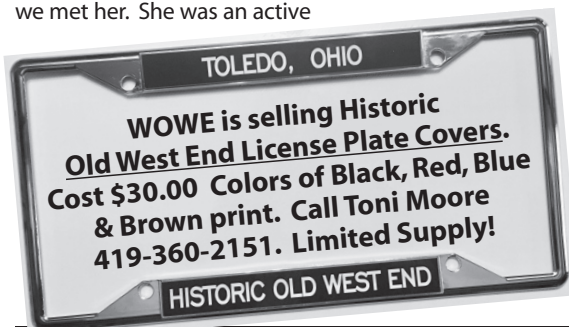 we met her. She was an active
TOLEDO, OHIO
WOWE is selling Historic
Old West End License Plate Covers.
Cost $30.00 Colors of Black, Red, Blue
& Brown print. Call Toni Moore
419-360-2151. Limited Supply!
HISTORIC OLD WEST END